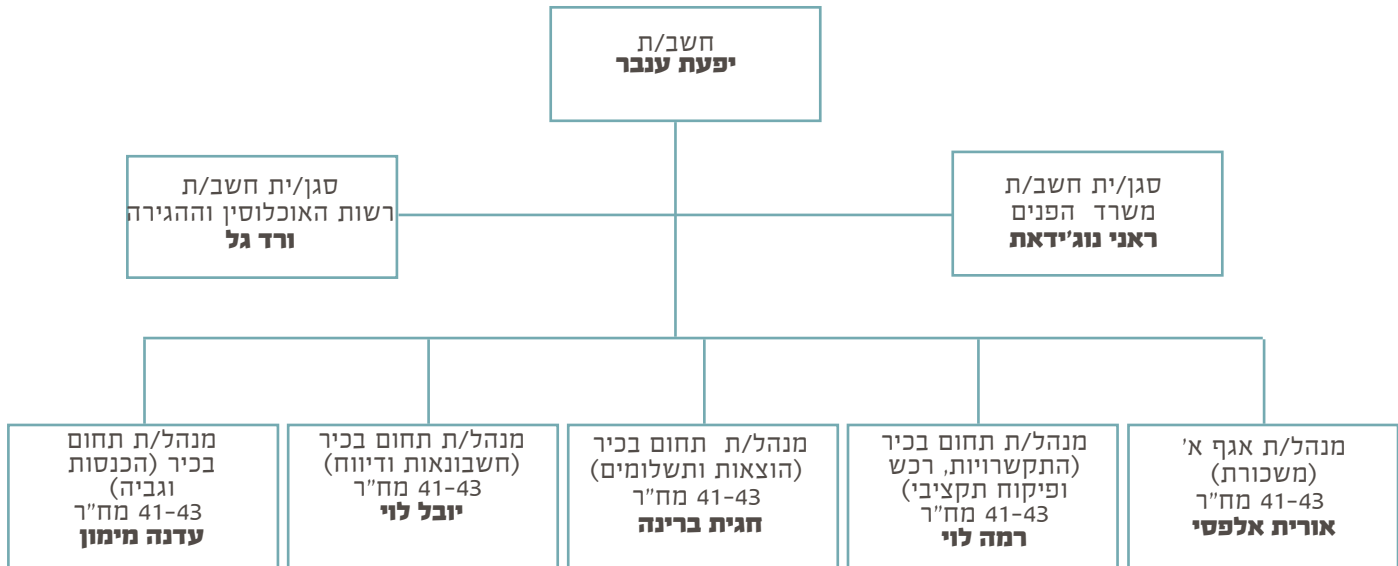 חשב/ת
יפעת ענבר
סגן/ית חשב/ת
משרד הפנים
ראני נוג'ידאת
סגן/ית חשב/ת
רשות האוכלוסין וההגירה
ורד גל
מנהל/ת אגף א'
(משכורת)
41-43 מח"ר
אורית אלפסי
מנהל/ת תחום בכיר
(התקשרויות, רכש
ופיקוח תקציבי)
41-43 מח"ר
רמה לוי
מנהל/ת תחום בכיר
(הוצאות ותשלומים)
41-43 מח"ר
חגית ברינה
מנהל/ת תחום בכיר
(חשבונאות ודיווח)
41-43 מח"ר
יובל לוי
מנהל/ת תחום
בכיר (הכנסות
וגביה)
41-43 מח"ר
עדנה מימון